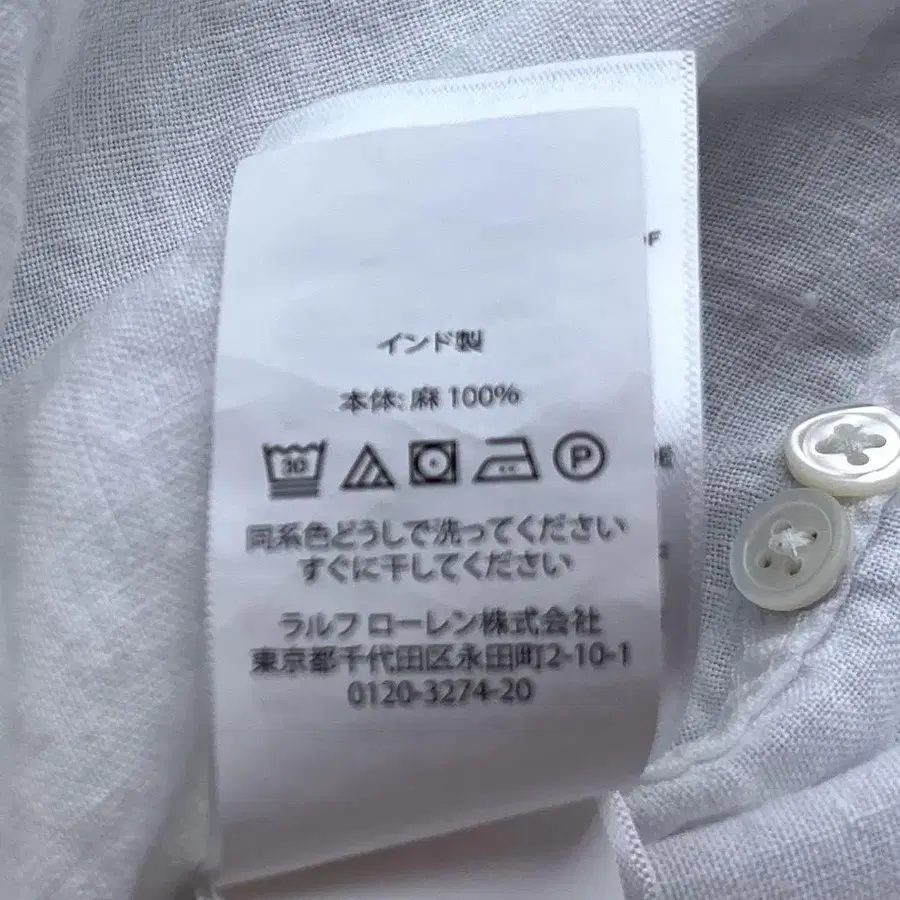 インド製
本体: 麻 100%
30
P
同系色どうしで洗ってください
すぐに干してください
ラルフ ローレン株式会社
東京都千代田区永田町2-10-1
0120-3274-20